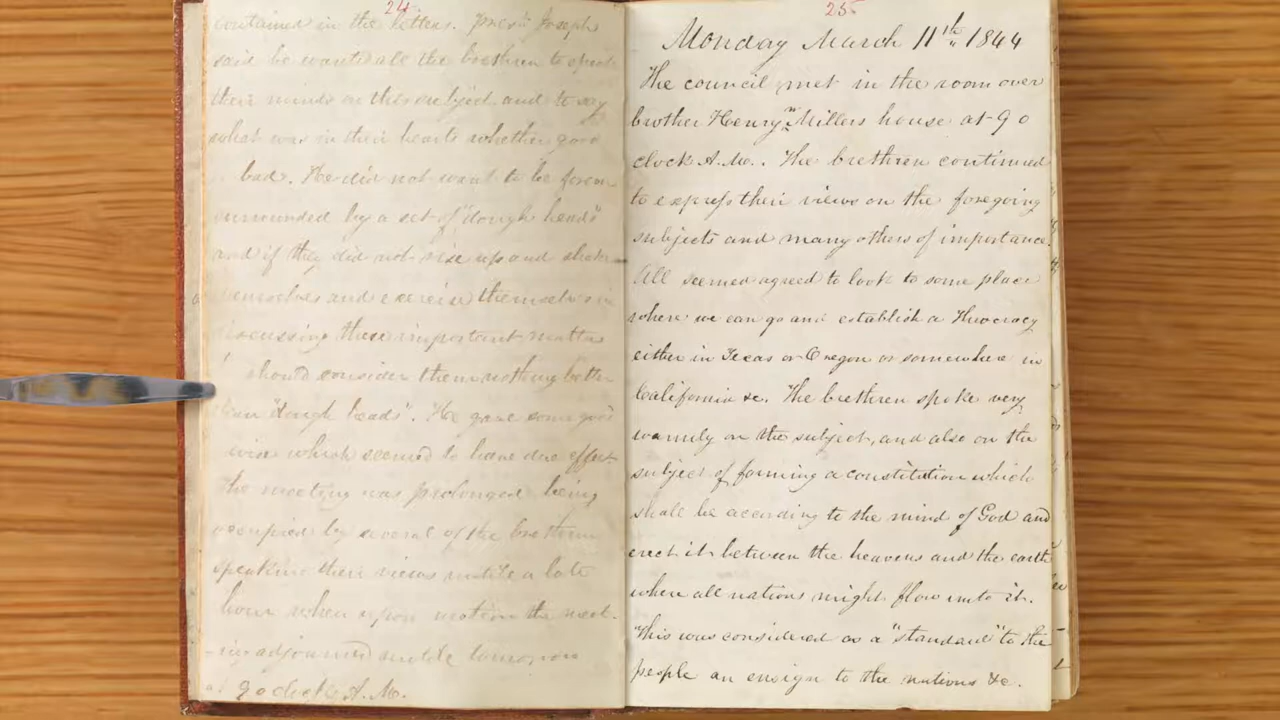 24
contained in the letters. Prest. Joseph
said he wanted all the brethren to speak
their minds on this subject and to say
what was in their hearts whether good
bad. He did not want to be forever
surrounded by a set of "dough heads"
and if they did not rise up and shake
themselves and exercise themselves in
discussing these important matters
should consider them nothing better
than "dough heads". He gave some good
which seemed to have due effect.
The meeting was prolonged being
occupied by several of the brethren
speaking their views untill a late
hour when upon motion the meet-
-ing adjourned untile tomorrow
at 9 o clock A.M.
25
Monday March 11th. 1844
The council met in the room over
brother Henry W. Millers house at 9 o
clock A.M. The brethren continued
to express their views on the foregoing
subjects and many others of importance.
All seemed agreed to look to some place
where we can go and establish a Theocracy
either in Texas or Oregon or somewhere in
California &c. The brethren spoke very
warmly on the subject, and also on the
subject of forming a constitution which
shall be according to the mind of God and
erect it between the heavens and the earth
where all nations might flow unto it.
This was considered as a "standard" to the
people an ensign to the nations &c.